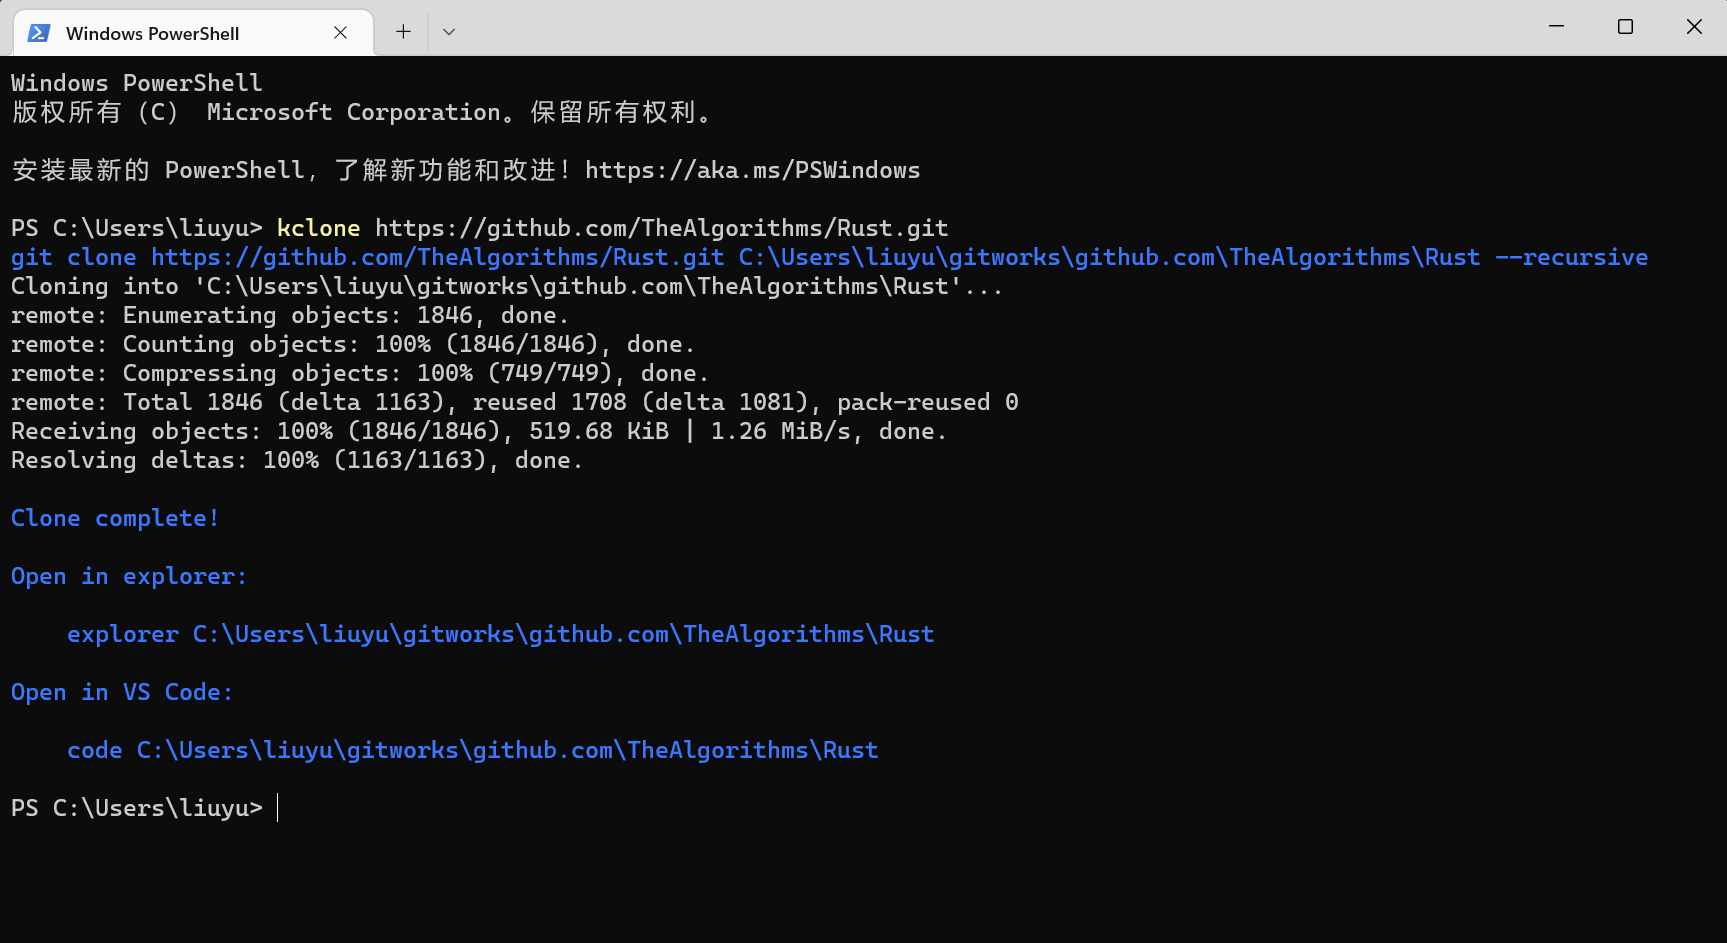 Windows PowerShell
Windows PowerShell
版权所有 (C) Microsoft Corporation。保留所有权利。
安装最新的 PowerShell，了解新功能和改进！https://aka.ms/PSWindows
PS C:\Users\liuyu> kclone https://github.com/TheAlgorithms/Rust.git
git clone https://github.com/TheAlgorithms/Rust.git C:\Users\liuyu\gitworks\github.com\TheAlgorithms\Rust --recursive
Cloning into 'C:\Users\liuyu\gitworks\github.com\TheAlgorithms\Rust'...
remote: Enumerating objects: 1846, done.
remote: Counting objects: 100% (1846/1846), done.
remote: Compressing objects: 100% (749/749), done.
remote: Total 1846 (delta 1163), reused 1708 (delta 1081), pack-reused 0
Receiving objects: 100% (1846/1846), 519.68 KiB | 1.26 MiB/s, done.
Resolving deltas: 100% (1163/1163), done.
Clone complete!
Open in explorer:
explorer C:\Users\liuyu\gitworks\github.com\TheAlgorithms\Rust
Open in VS Code:
code C:\Users\liuyu\gitworks\github.com\TheAlgorithms\Rust
PS C:\Users\liuyu>